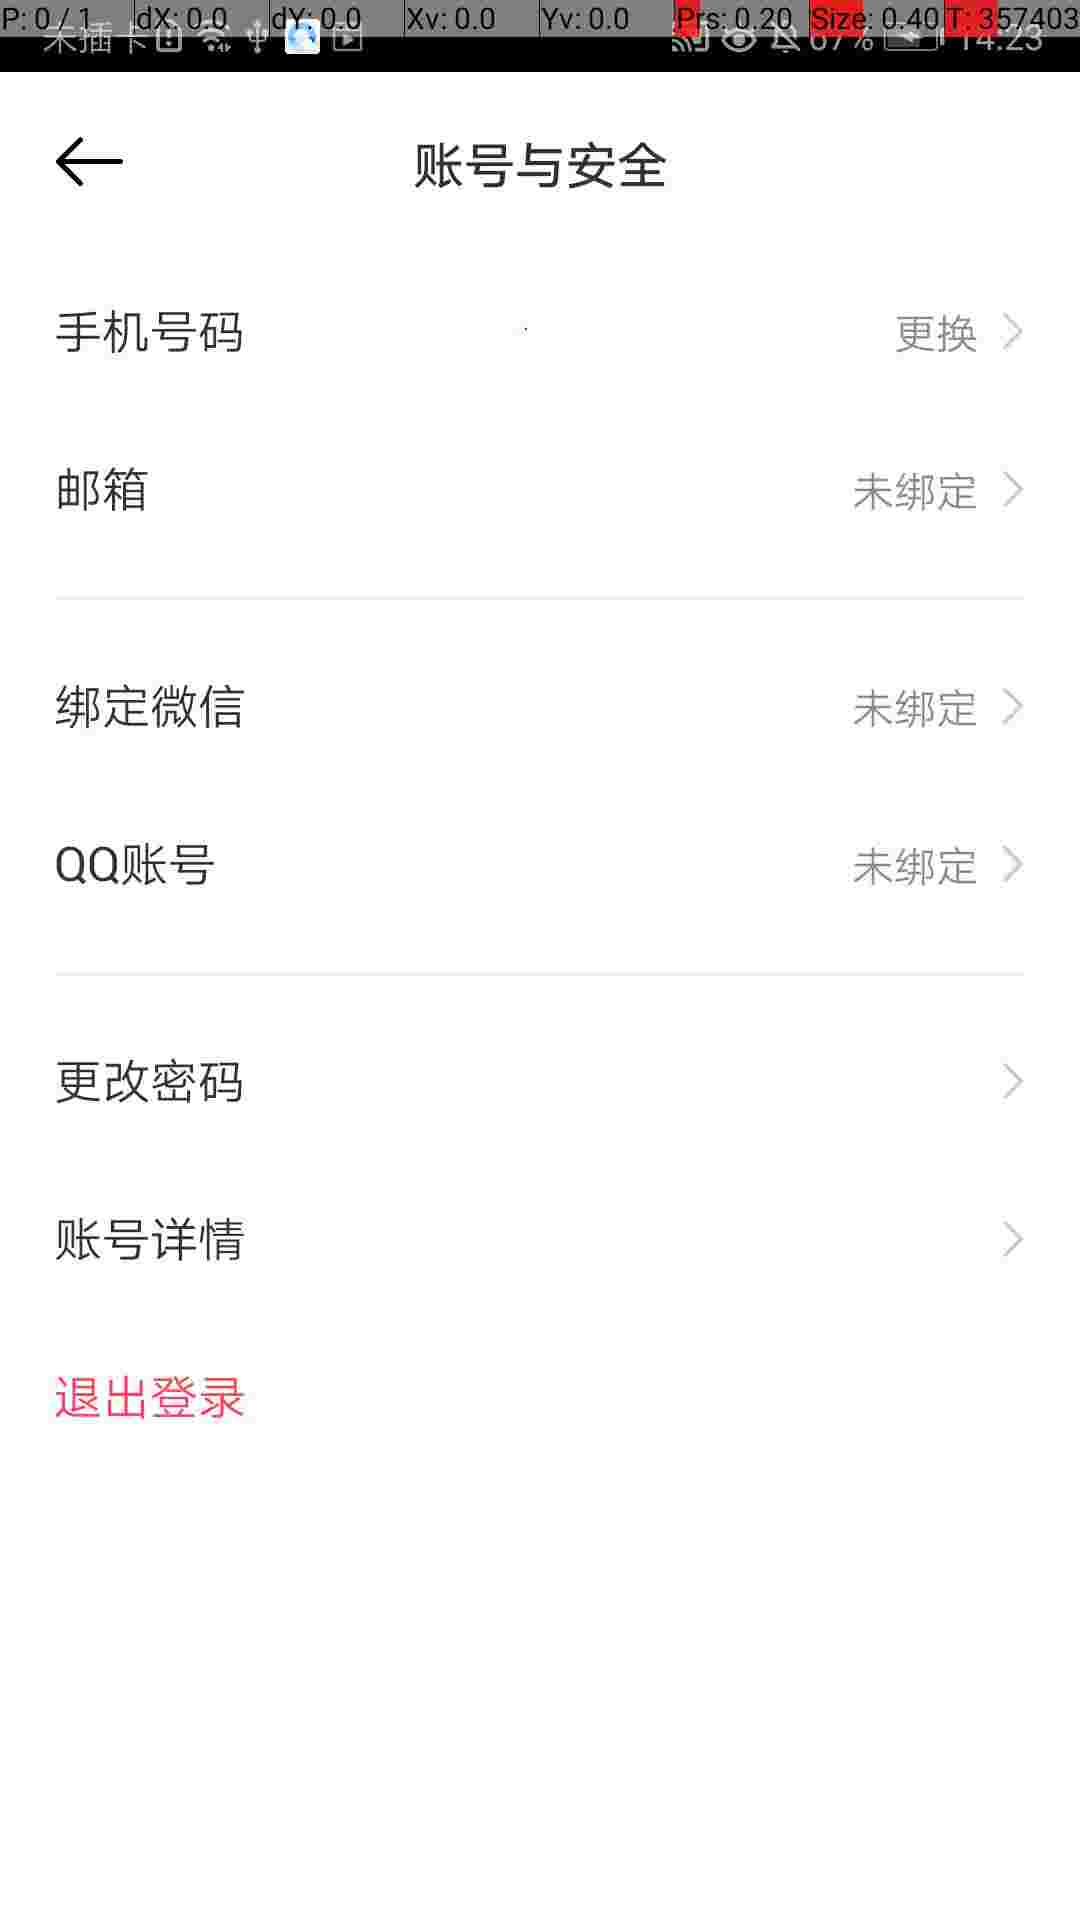 P: 0 / 1 dX: 0.0 dY: 0.0 Xv: 0.0 Yv: 0.0 Prs: 0.20 Size: 0.40 T: 357403
未插卡 67% 14:23
账号与安全
手机号码 更换
邮箱 未绑定
绑定微信 未绑定
QQ账号 未绑定
更改密码
账号详情
退出登录